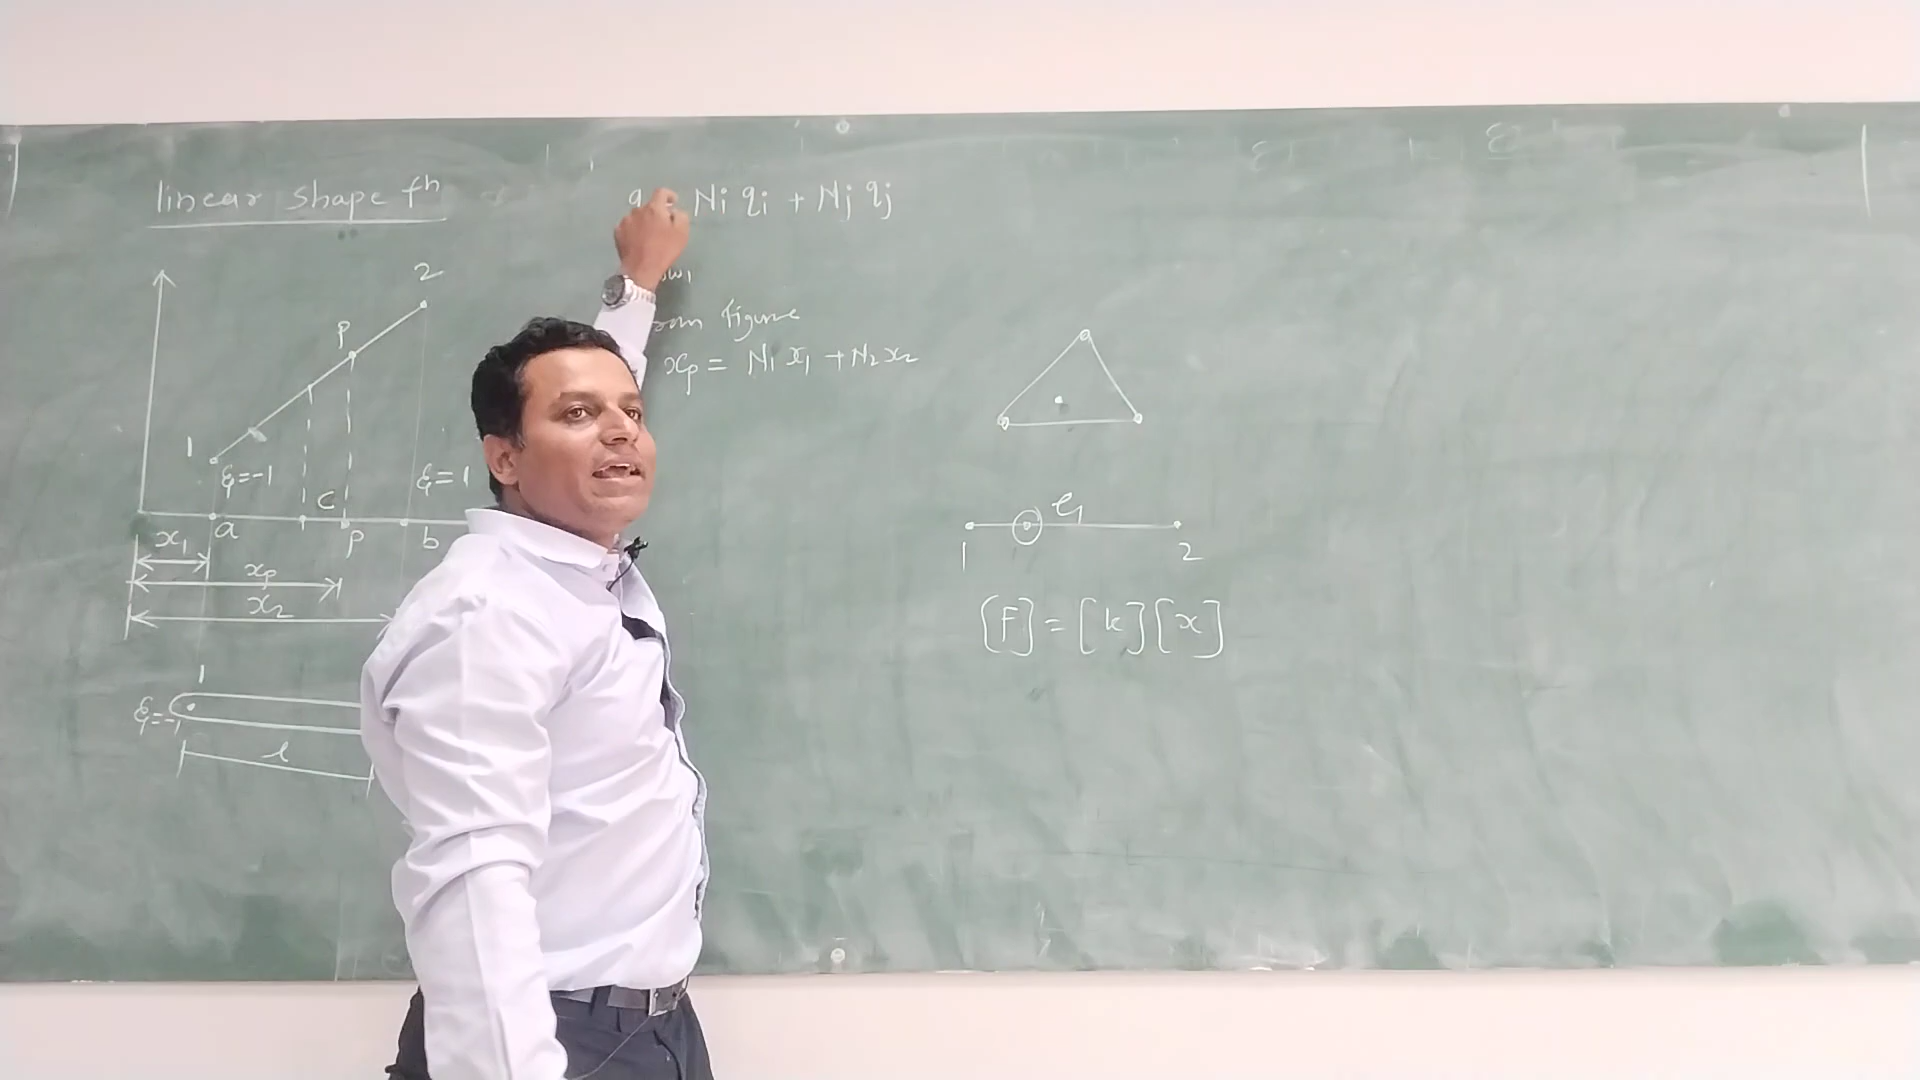 linear shape fⁿ
q = Ni qi + Nj qj
figure
xp = N1 x1 + N2 x2
2
P
1
ξ=-1
ξ=1
a
C
P
b
x1
xp
x2
1
ξ=-1
l
e1
1
2
[F] = [k][x]